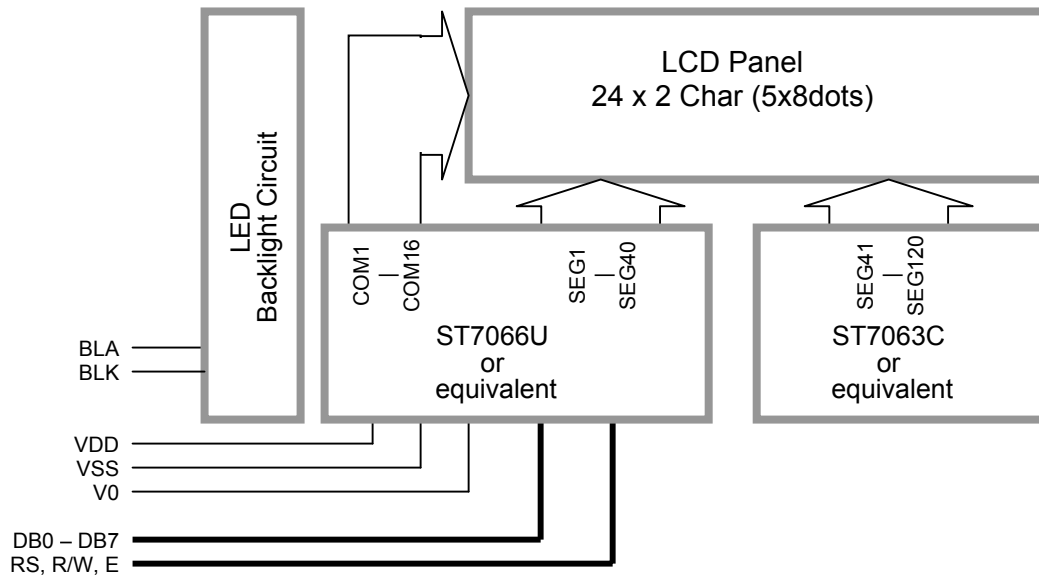 LCD Panel
24 x 2 Char (5x8dots)
LED
Backlight Circuit
COM1
COM16
SEG1
SEG40
SEG41
SEG120
ST7066U
or
equivalent
ST7063C
or
equivalent
BLA
BLK
VDD
VSS
V0
DB0 – DB7
RS, R/W, E